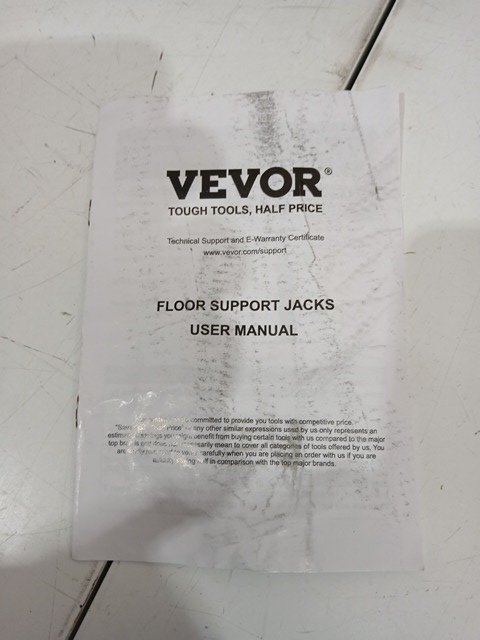 VEVOR®
TOUGH TOOLS, HALF PRICE
Technical Support and E-Warranty Certificate
www.vevor.com/support
FLOOR SUPPORT JACKS
USER MANUAL
committed to provide you tools with competitive price.
any other similar expressions used by us only represents an
benefit from buying certain tools with us compared to the major
top mean to cover all categories of tools offered by us. You
are carefully when you are placing an order with us if you are
in comparison with the top major brands.